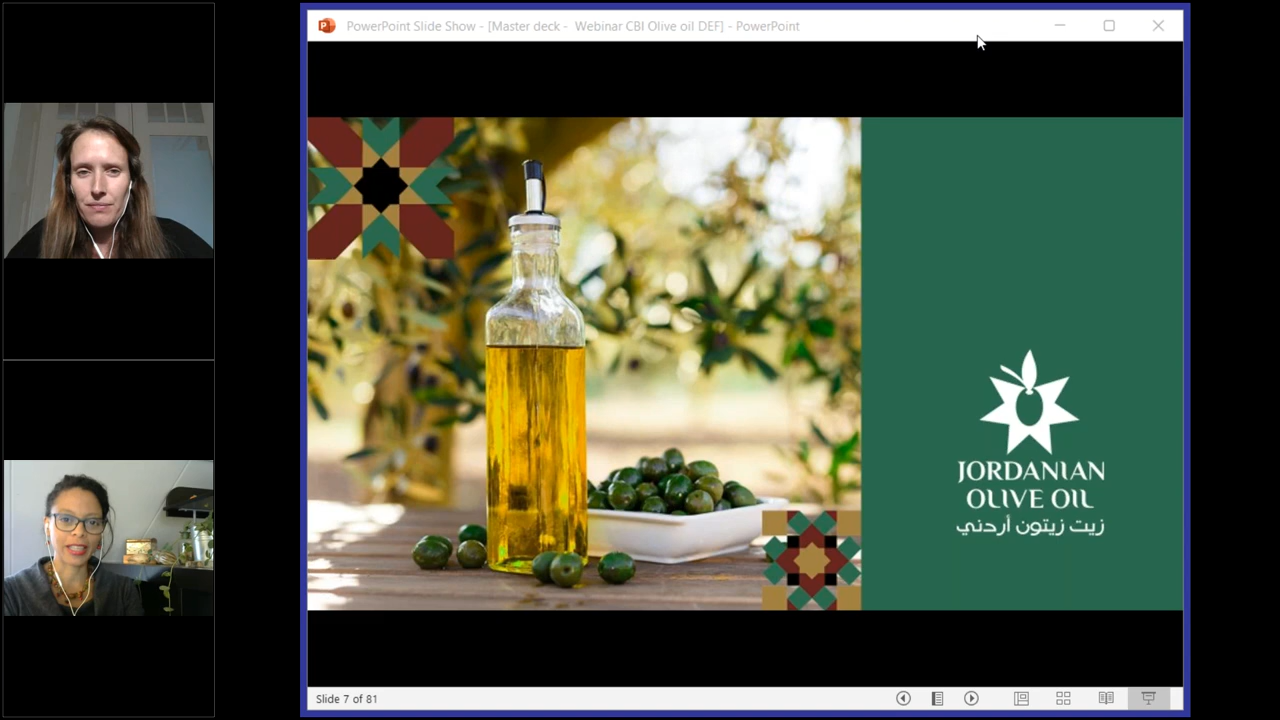 PowerPoint Slide Show - [Master deck - Webinar CBI Olive oil DEF] - PowerPoint
JORDANIAN
OLIVE OIL
زيت زيتون أردني
Slide 7 of 81